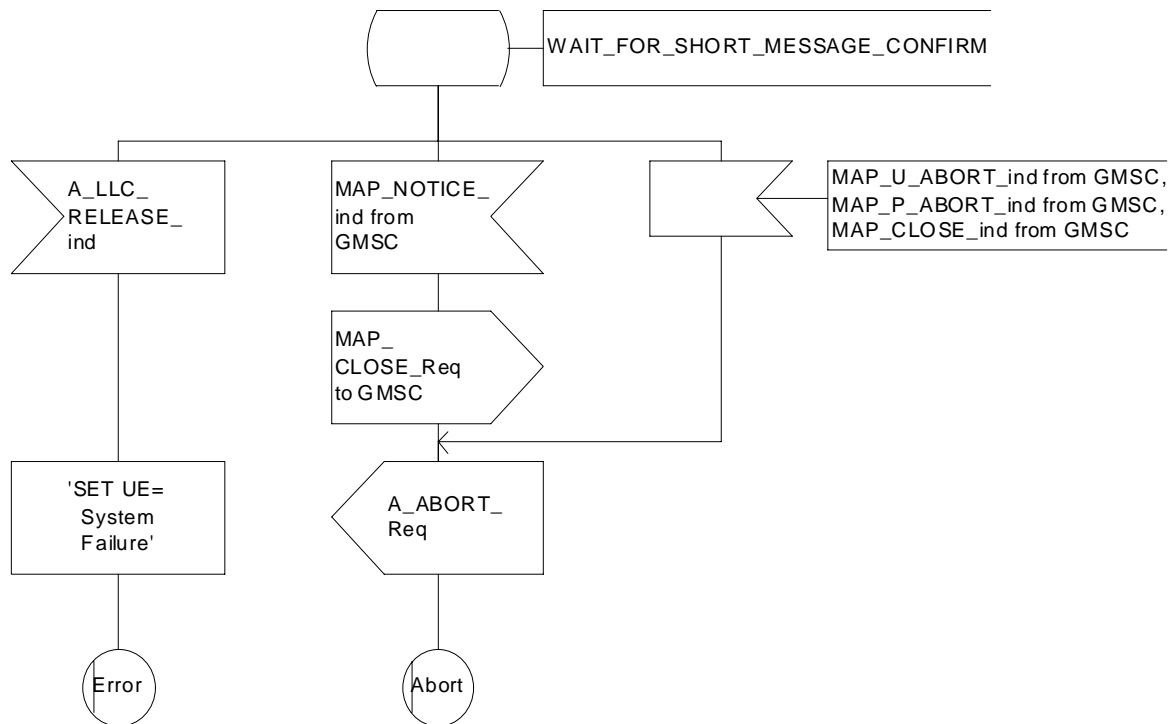 WAIT_FOR_SHORT_MESSAGE_CONFIRM
A_LLC_
RELEASE_
ind
MAP_NOTICE_
ind from
GMSC
MAP_U_ABORT_ind from GMSC,
MAP_P_ABORT_ind from GMSC,
MAP_CLOSE_ind from GMSC
MAP_
CLOSE_Req
to GMSC
'SET UE=
System
Failure'
A_ABORT_
Req
Error
Abort